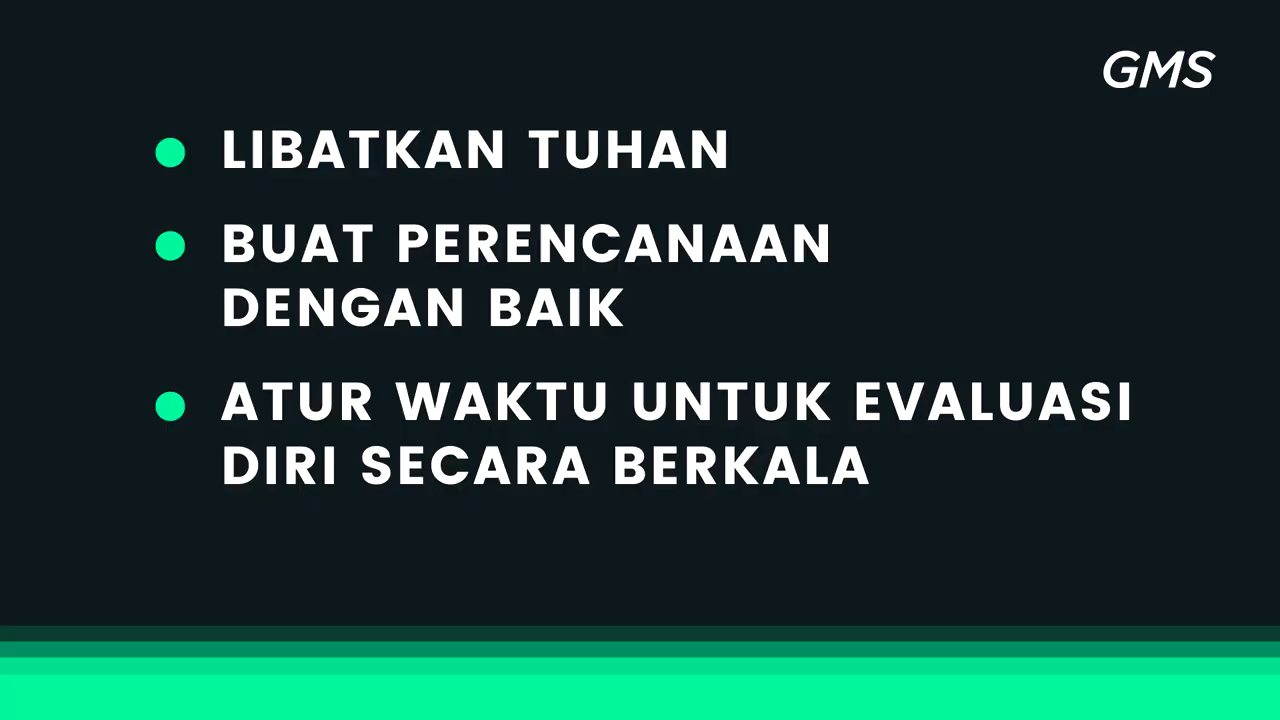 GMS
LIBATKAN TUHAN
BUAT PERENCANAAN
DENGAN BAIK
ATUR WAKTU UNTUK EVALUASI
DIRI SECARA BERKALA